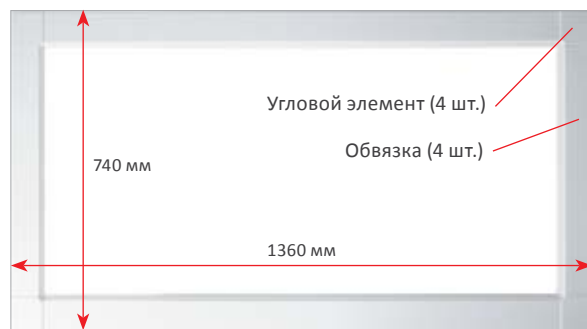 Угловой элемент (4 шт.)
Обвязка (4 шт.)
740 мм
1360 мм